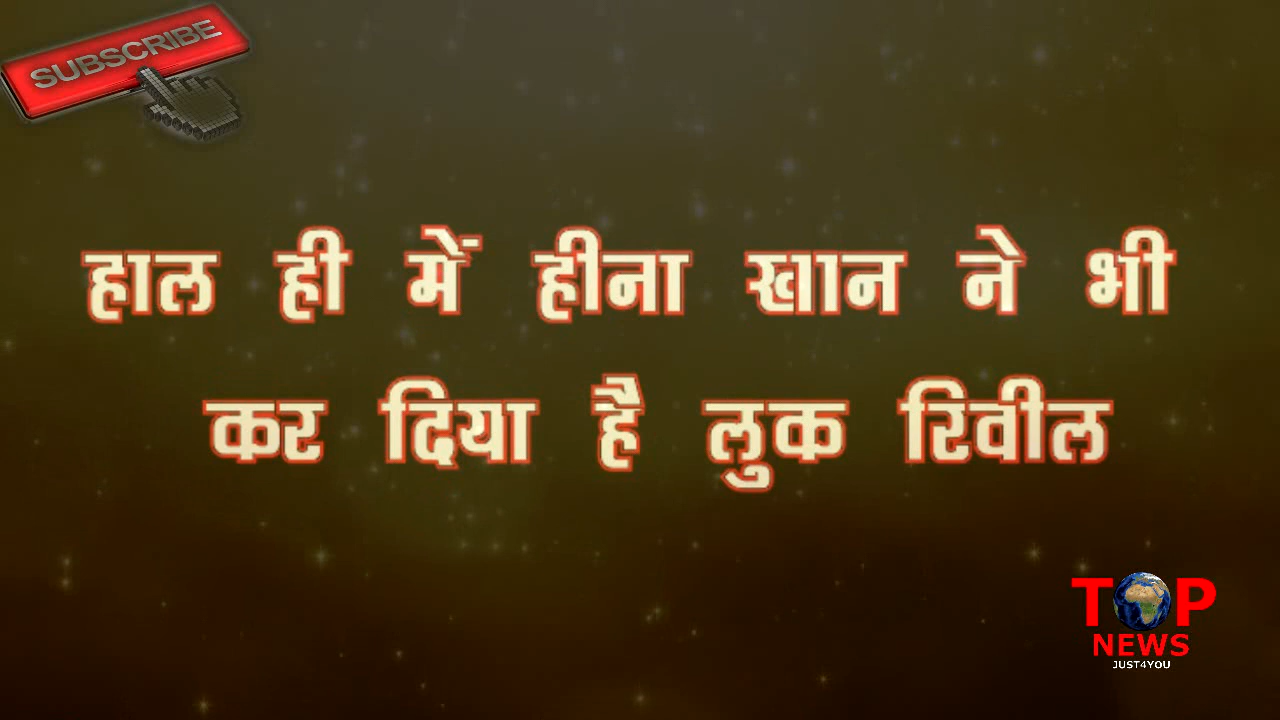 SUBSCRIBE
हाल ही में हीना खान ने भी
कर दिया है लुक रिवील
TOP
NEWS
JUST4YOU